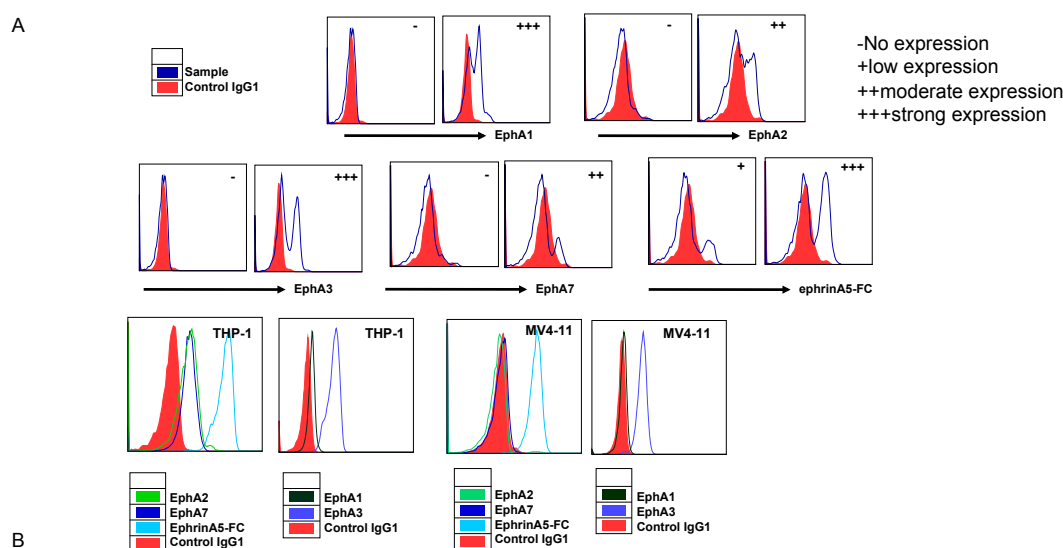 A
Sample
Control IgG1
-
+++
EphA1
-
++
EphA2
-No expression
+low expression
++moderate expression
+++strong expression
-
+++
EphA3
-
++
EphA7
+
+++
ephrinA5-FC
THP-1
THP-1
MV4-11
MV4-11
EphA2
EphA7
EphrinA5-FC
Control IgG1
EphA1
EphA3
Control IgG1
EphA2
EphA7
EphrinA5-FC
Control IgG1
EphA1
EphA3
Control IgG1
B